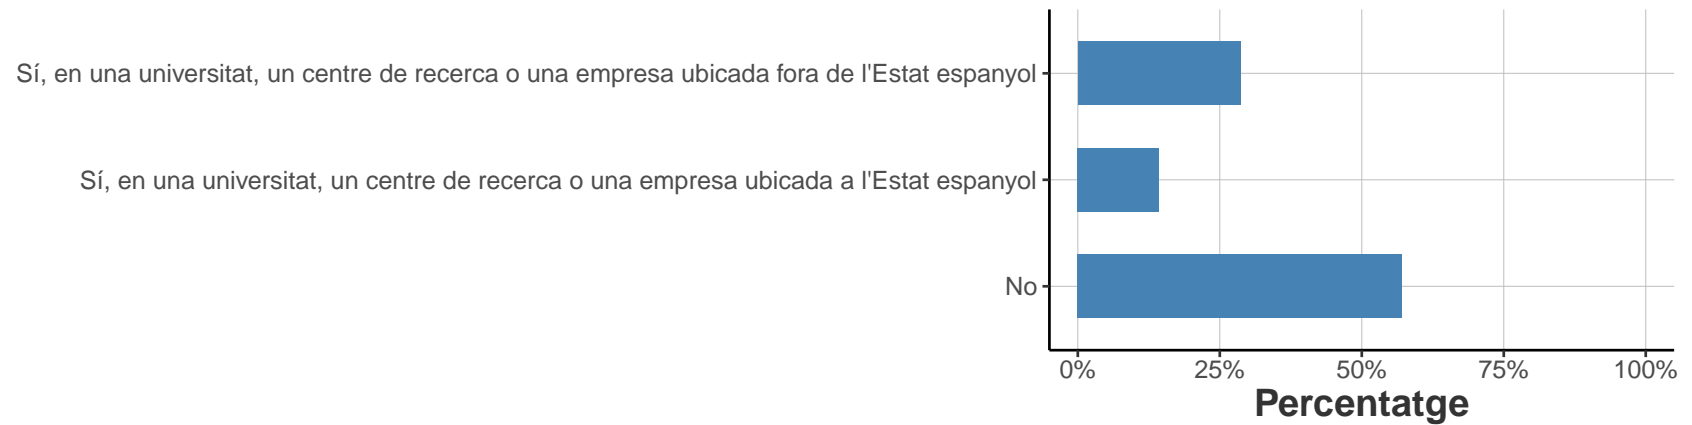 Sí, en una universitat, un centre de recerca o una empresa ubicada fora de l'Estat espanyol
Sí, en una universitat, un centre de recerca o una empresa ubicada a l'Estat espanyol
No
0% 25% 50% 75% 100%
Percentatge